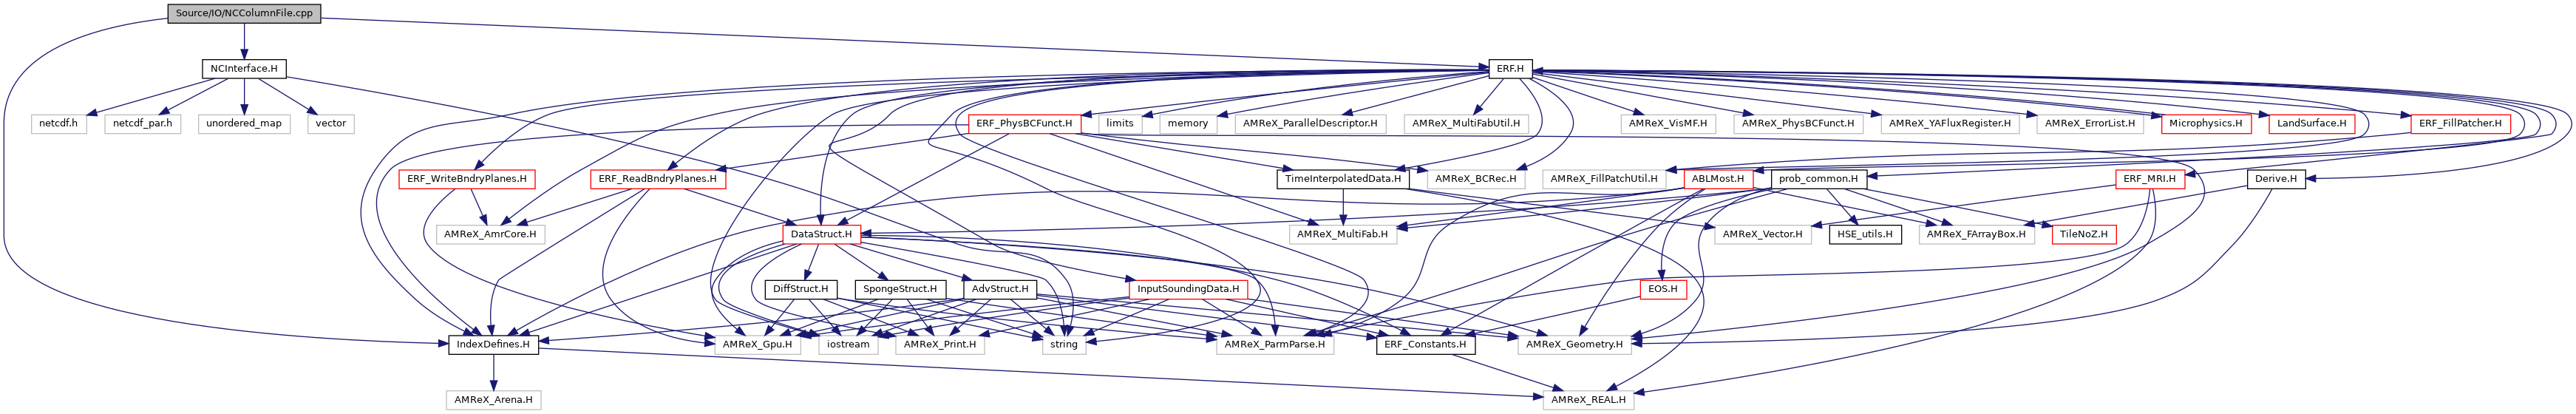 Source/IO/NCColumnFile.cpp
NCInterface.H
ERF.H
netcdf.h
netcdf_par.h
unordered_map
vector
ERF_PhysBCFunct.H
limits
memory
AMReX_ParallelDescriptor.H
AMReX_MultiFabUtil.H
AMReX_VisMF.H
AMReX_PhysBCFunct.H
AMReX_YAFluxRegister.H
AMReX_ErrorList.H
Microphysics.H
LandSurface.H
ERF_FillPatcher.H
ERF_WriteBndryPlanes.H
ERF_ReadBndryPlanes.H
TimeInterpolatedData.H
AMReX_BCRec.H
AMReX_FillPatchUtil.H
ABLMost.H
prob_common.H
ERF_MRI.H
Derive.H
AMReX_AmrCore.H
DataStruct.H
AMReX_MultiFab.H
AMReX_Vector.H
HSE_utils.H
AMReX_FArrayBox.H
TileNoZ.H
DiffStruct.H
SpongeStruct.H
AdvStruct.H
InputSoundingData.H
EOS.H
IndexDefines.H
AMReX_Gpu.H
iostream
AMReX_Print.H
string
AMReX_ParmParse.H
ERF_Constants.H
AMReX_Geometry.H
AMReX_Arena.H
AMReX_REAL.H